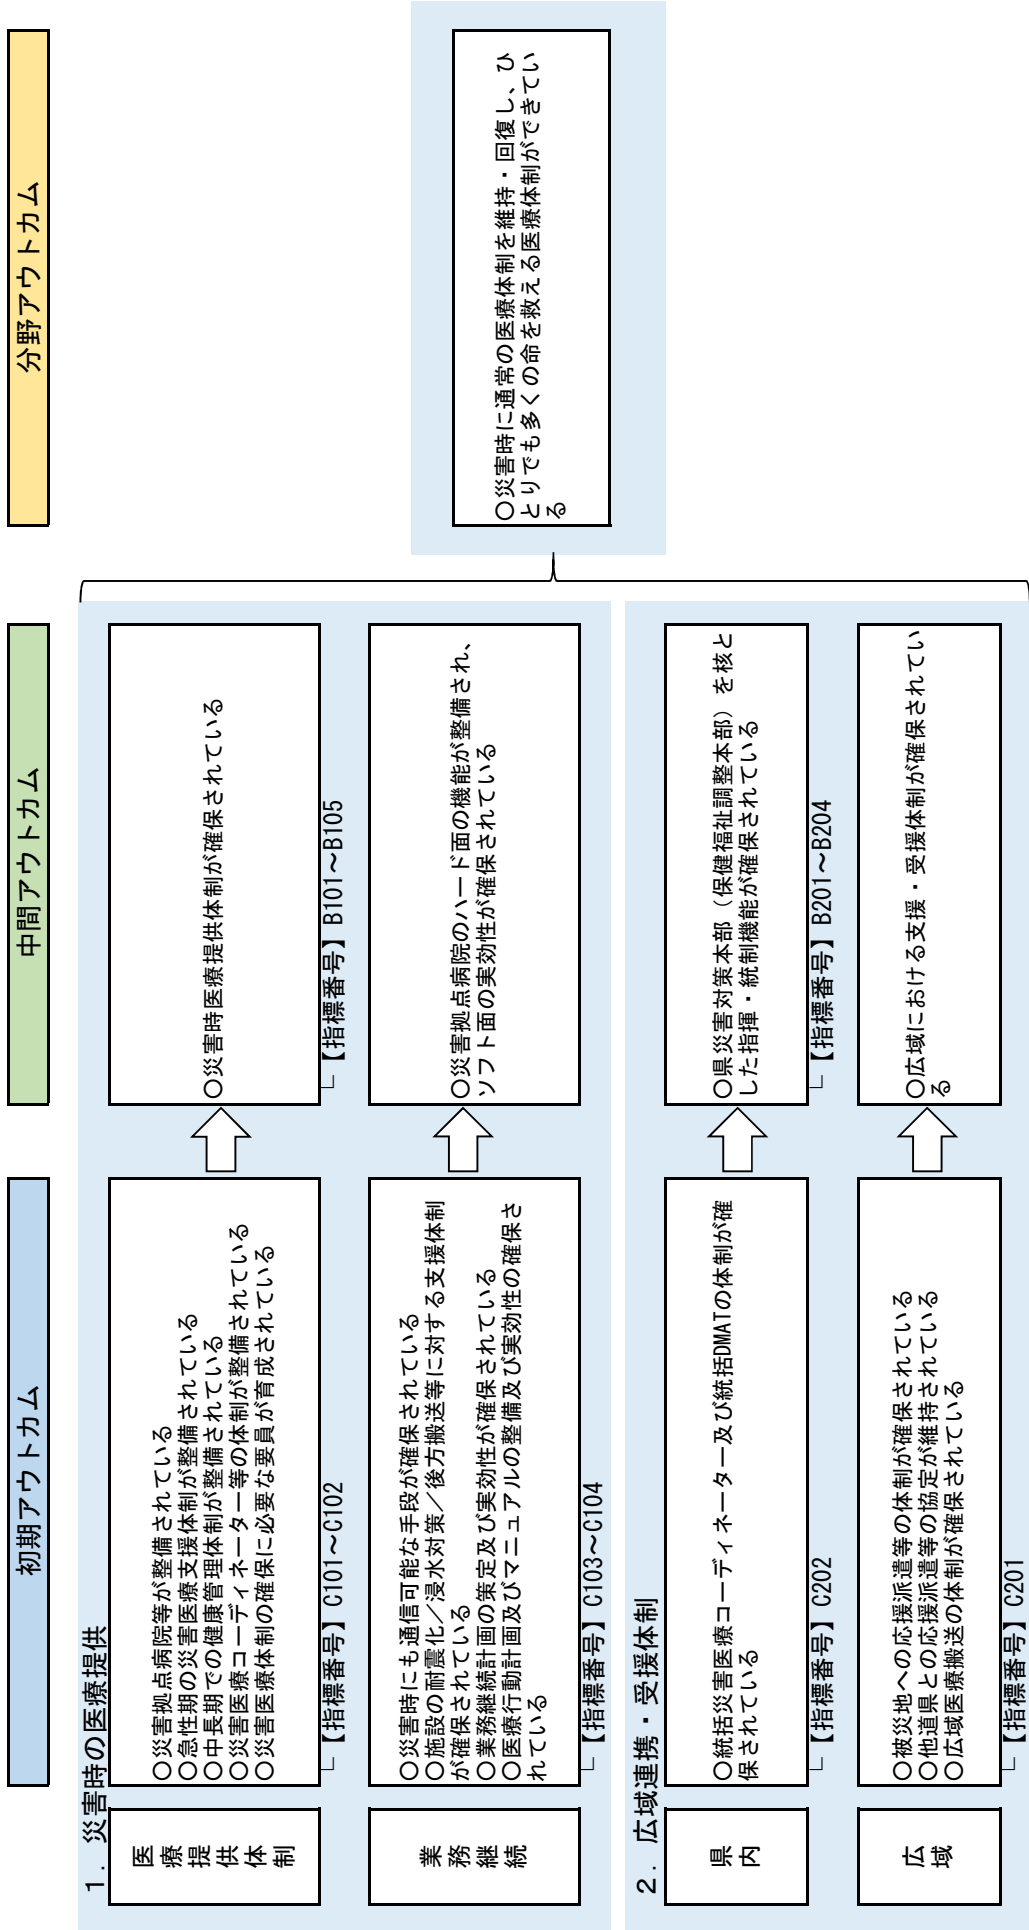 初期アウトカム
中間アウトカム
分野アウトカム
1. 災害時の医療提供
医療提供体制
〇災害拠点病院等が整備されている
〇急性期の災害医療支援体制が整備されている
〇中長期での健康管理体制が整備されている
〇災害医療コーディネーター等の体制が整備されている
〇災害医療体制の確保に必要な要員が育成されている
└【指標番号】C101～C102
〇災害時医療提供体制が確保されている
└【指標番号】B101～B105
業務継続
〇災害時にも通信可能な手段が確保されている
〇施設の耐震化／浸水対策／後方搬送等に対する支援体制
が確保されている
〇業務継続計画の策定及び実効性が確保されている
〇医療行動計画及びマニュアルの整備及び実効性の確保さ
れている
└【指標番号】C103～C104
〇災害拠点病院のハード面の機能が整備され、
ソフト面の実効性が確保されている
2. 広域連携・受援体制
県内
〇統括災害医療コーディネーター及び統括DMATの体制が確
保されている
└【指標番号】C202
〇県災害対策本部（保健福祉調整本部）を核と
した指揮・統制機能が確保されている
└【指標番号】B201～B204
広域
〇被災地への応援派遣等の体制が確保されている
〇他道県との応援派遣等の協定が維持されている
〇広域医療搬送の体制が確保されている
└【指標番号】C201
〇広域における支援・受援体制が確保されてい
る
〇災害時に通常の医療体制を維持・回復し、ひ
とりでも多くの命を救える医療体制ができてい
る